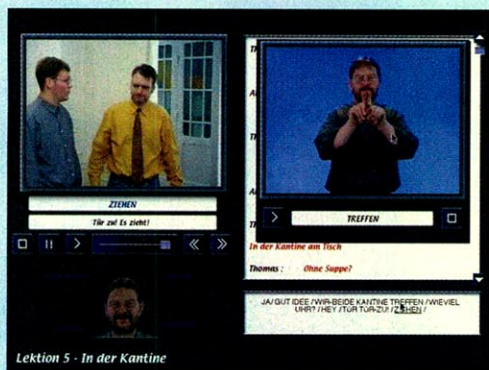 ZIEHEN
Tür zu! Es zieht!
TREFFEN
In der Kantine am Tisch
Thomas : Ohne Suppe?
JA/ GUT IDEE / WIR-BEIDE KANTINE TREFFEN / WIEVIEL
UHR? / HEY / TÜR TÜR-ZU! / ZIEHEN /
Lektion 5 - In der Kantine